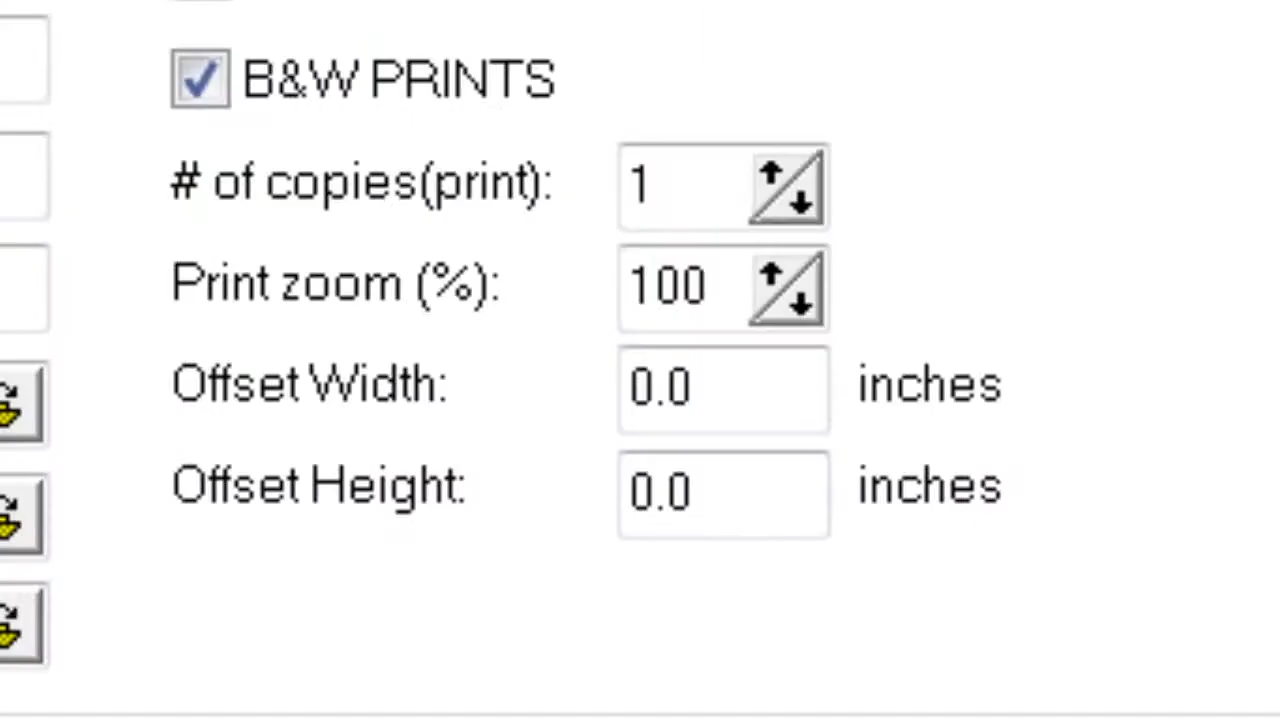 B&W PRINTS
# of copies(print): 1
Print zoom (%): 100
Offset Width: 0.0 inches
Offset Height: 0.0 inches